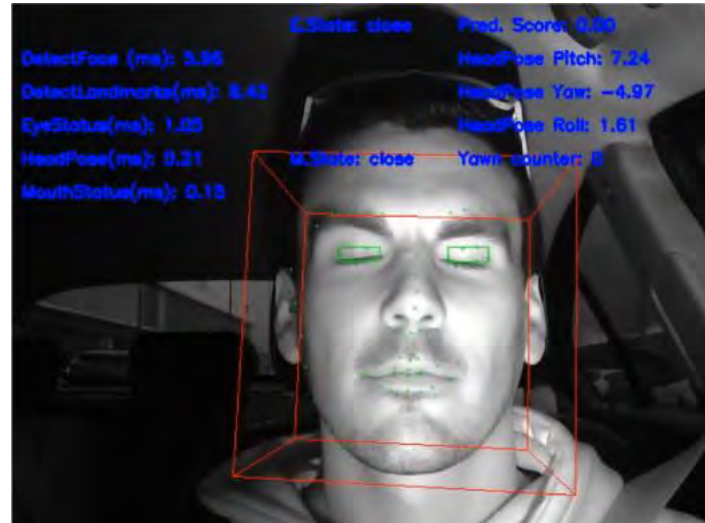 E.State: close Pred. Score: 0.00
DetectFace (ms): 5.96 HeadPose Pitch: 7.24
DetectLandmarks(ms): 8.42 HeadPose Yaw: -4.97
EyeStatus(ms): 1.05 HeadPose Roll: 1.61
HeadPose(ms): 0.21 M.State: close Yawn counter: 0
MouthStatus(ms): 0.13